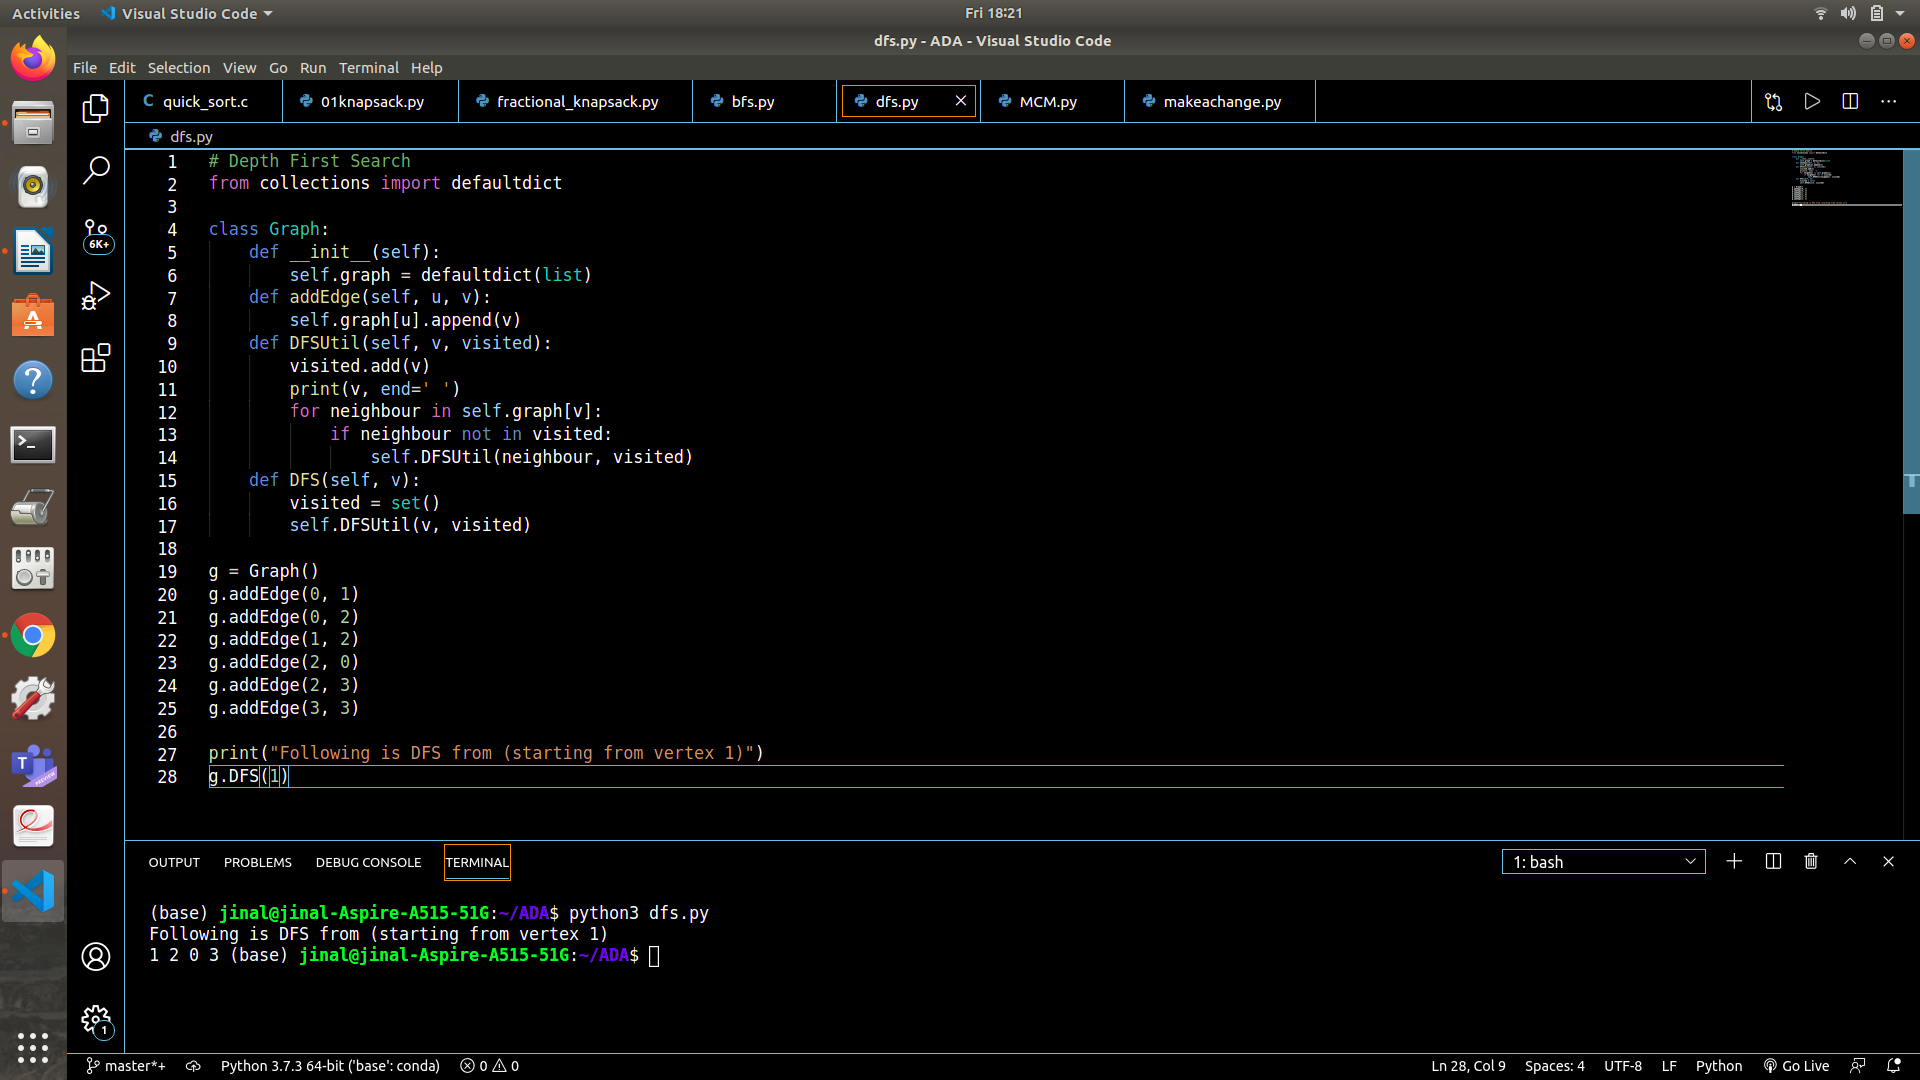 Activities Visual Studio Code Fri 18:21
dfs.py - ADA - Visual Studio Code
File Edit Selection View Go Run Terminal Help
C quick_sort.c 01knapsack.py fractional_knapsack.py bfs.py dfs.py MCM.py makeachange.py
dfs.py
1 # Depth First Search
2 from collections import defaultdict
3
4 class Graph:
5     def __init__(self):
6         self.graph = defaultdict(list)
7     def addEdge(self, u, v):
8         self.graph[u].append(v)
9     def DFSUtil(self, v, visited):
10         visited.add(v)
11         print(v, end=' ')
12         for neighbour in self.graph[v]:
13             if neighbour not in visited:
14                 self.DFSUtil(neighbour, visited)
15     def DFS(self, v):
16         visited = set()
17         self.DFSUtil(v, visited)
18
19 g = Graph()
20 g.addEdge(0, 1)
21 g.addEdge(0, 2)
22 g.addEdge(1, 2)
23 g.addEdge(2, 0)
24 g.addEdge(2, 3)
25 g.addEdge(3, 3)
26
27 print("Following is DFS from (starting from vertex 1)")
28 g.DFS(1)
6K+
OUTPUT PROBLEMS DEBUG CONSOLE TERMINAL 1: bash
(base) jinal@jinal-Aspire-A515-51G:~/ADA$ python3 dfs.py
Following is DFS from (starting from vertex 1)
1 2 0 3 (base) jinal@jinal-Aspire-A515-51G:~/ADA$
1
master*+ Python 3.7.3 64-bit ('base': conda) 0 0 Ln 28, Col 9 Spaces: 4 UTF-8 LF Python Go Live